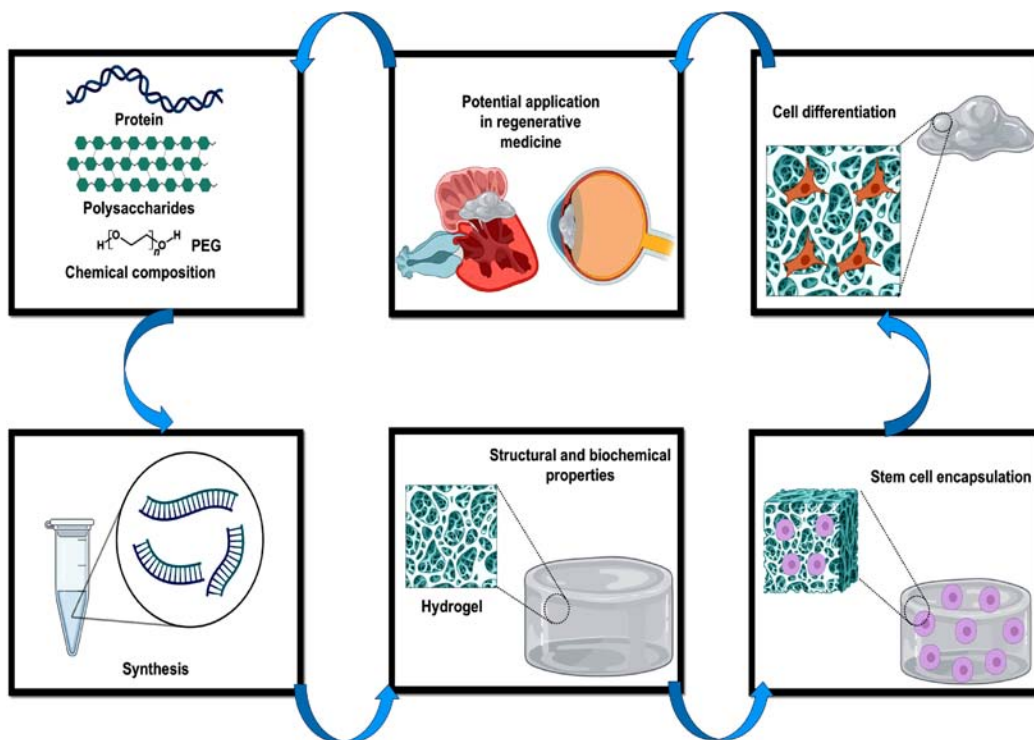 Protein
Polysaccharides
H[O]nO H PEG
Chemical composition
Potential application
in regenerative
medicine
Cell differentiation
Synthesis
Structural and biochemical
properties
Hydrogel
Stem cell encapsulation